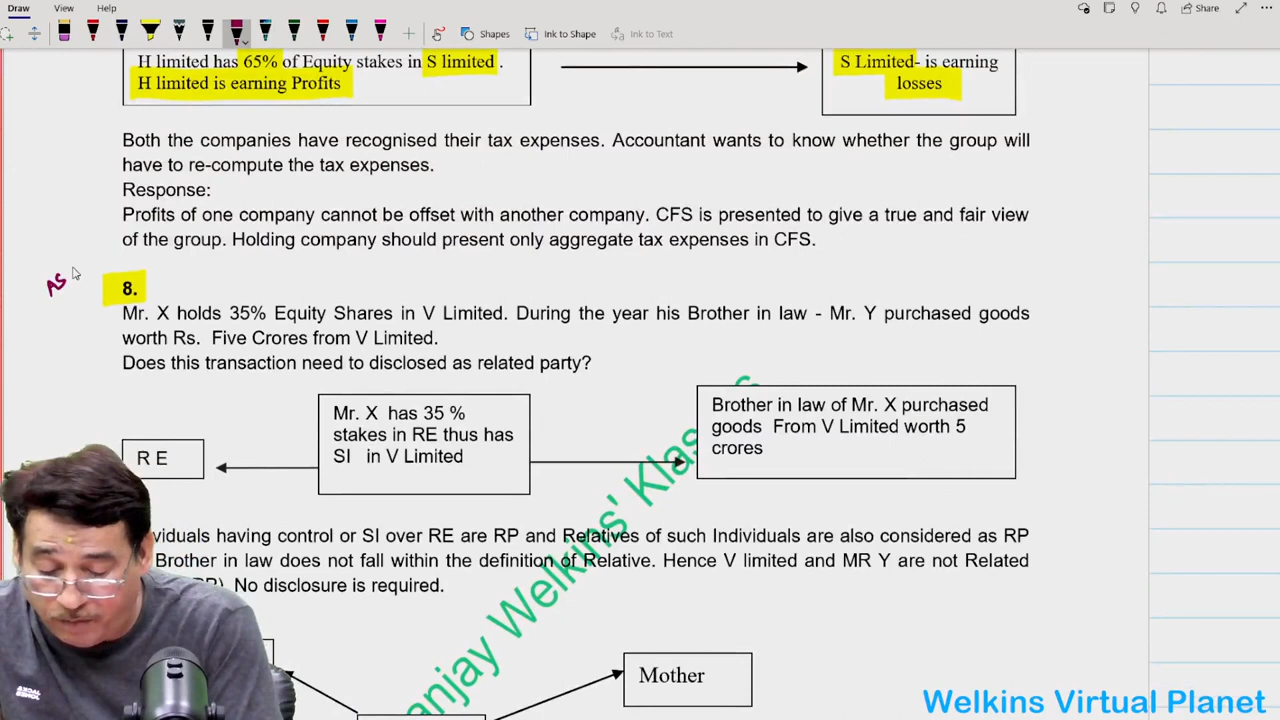 Draw View Help
Shapes Ink to Shape Ink to Text Share
H limited has 65% of Equity stakes in S limited .
H limited is earning Profits
S Limited- is earning
losses
Both the companies have recognised their tax expenses. Accountant wants to know whether the group will
have to re-compute the tax expenses.
Response:
Profits of one company cannot be offset with another company. CFS is presented to give a true and fair view
of the group. Holding company should present only aggregate tax expenses in CFS.
AS
8.
Mr. X holds 35% Equity Shares in V Limited. During the year his Brother in law - Mr. Y purchased goods
worth Rs. Five Crores from V Limited.
Does this transaction need to disclosed as related party?
R E
Mr. X has 35 %
stakes in RE thus has
SI in V Limited
Brother in law of Mr. X purchased
goods From V Limited worth 5
crores
viduals having control or SI over RE are RP and Relatives of such Individuals are also considered as RP
Brother in law does not fall within the definition of Relative. Hence V limited and MR Y are not Related
No disclosure is required.
Mother
anjay Welkins' Klas
Welkins Virtual Planet